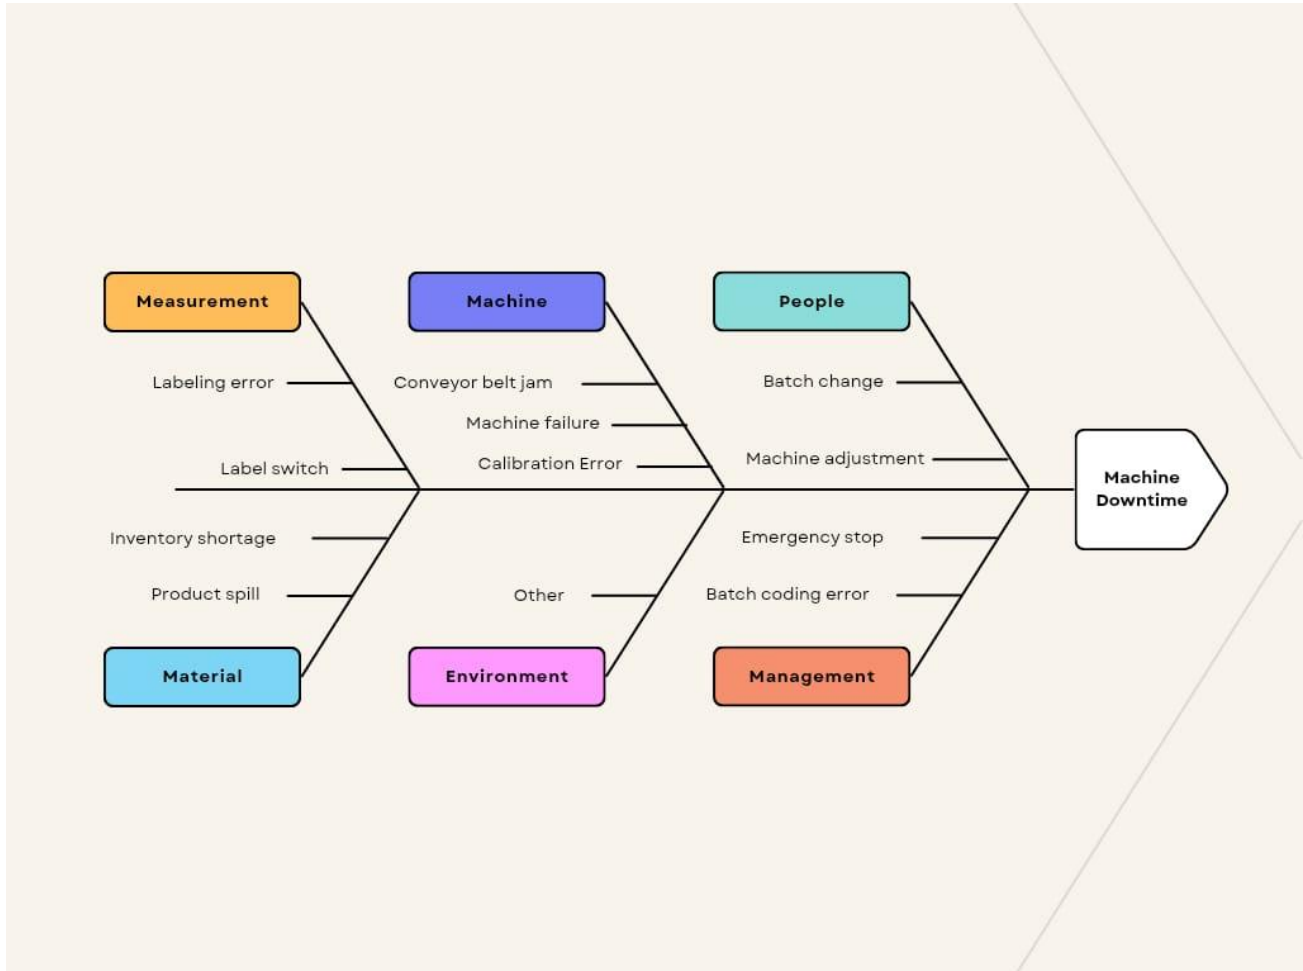 Measurement
Machine
People
Labeling error
Conveyor belt jam
Batch change
Machine failure
Label switch
Calibration Error
Machine adjustment
Machine
Downtime
Inventory shortage
Emergency stop
Product spill
Other
Batch coding error
Material
Environment
Management